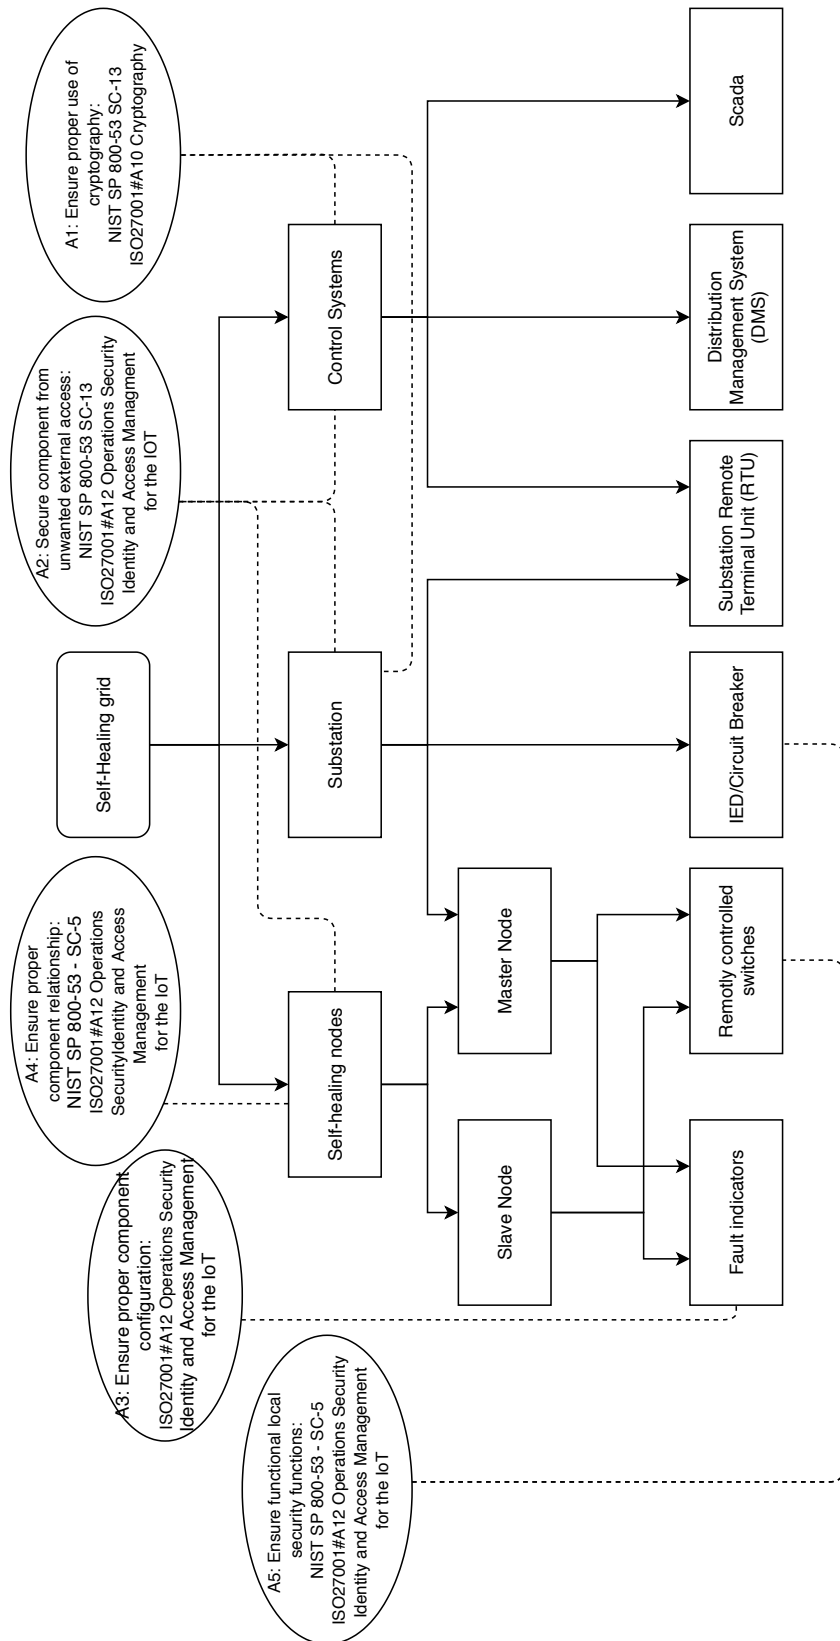 A5: Ensure functional local
security functions:
NIST SP 800-53 - SC-5
ISO27001#A12 Operations Security
Identity and Access Management
for the IoT
A3: Ensure proper component
configuration:
ISO27001#A12 Operations Security
Identity and Access Management
for the IoT
A4: Ensure proper
component relationship:
NIST SP 800-53 - SC-5
ISO27001#A12 Operations
SecurityIdentity and Access
Management
for the IoT
Self-Healing grid
A2: Secure component from
unwanted external access:
NIST SP 800-53 SC-13
ISO27001#A12 Operations Security
Identity and Access Managment
for the IOT
A1: Ensure proper use of
cryptography:
NIST SP 800-53 SC-13
ISO27001#A10 Cryptography
Self-healing nodes
Substation
Control Systems
Slave Node
Master Node
Fault indicators
Remotly controlled
switches
IED/Circuit Breaker
Substation Remote
Terminal Unit (RTU)
Distribution
Management System
(DMS)
Scada